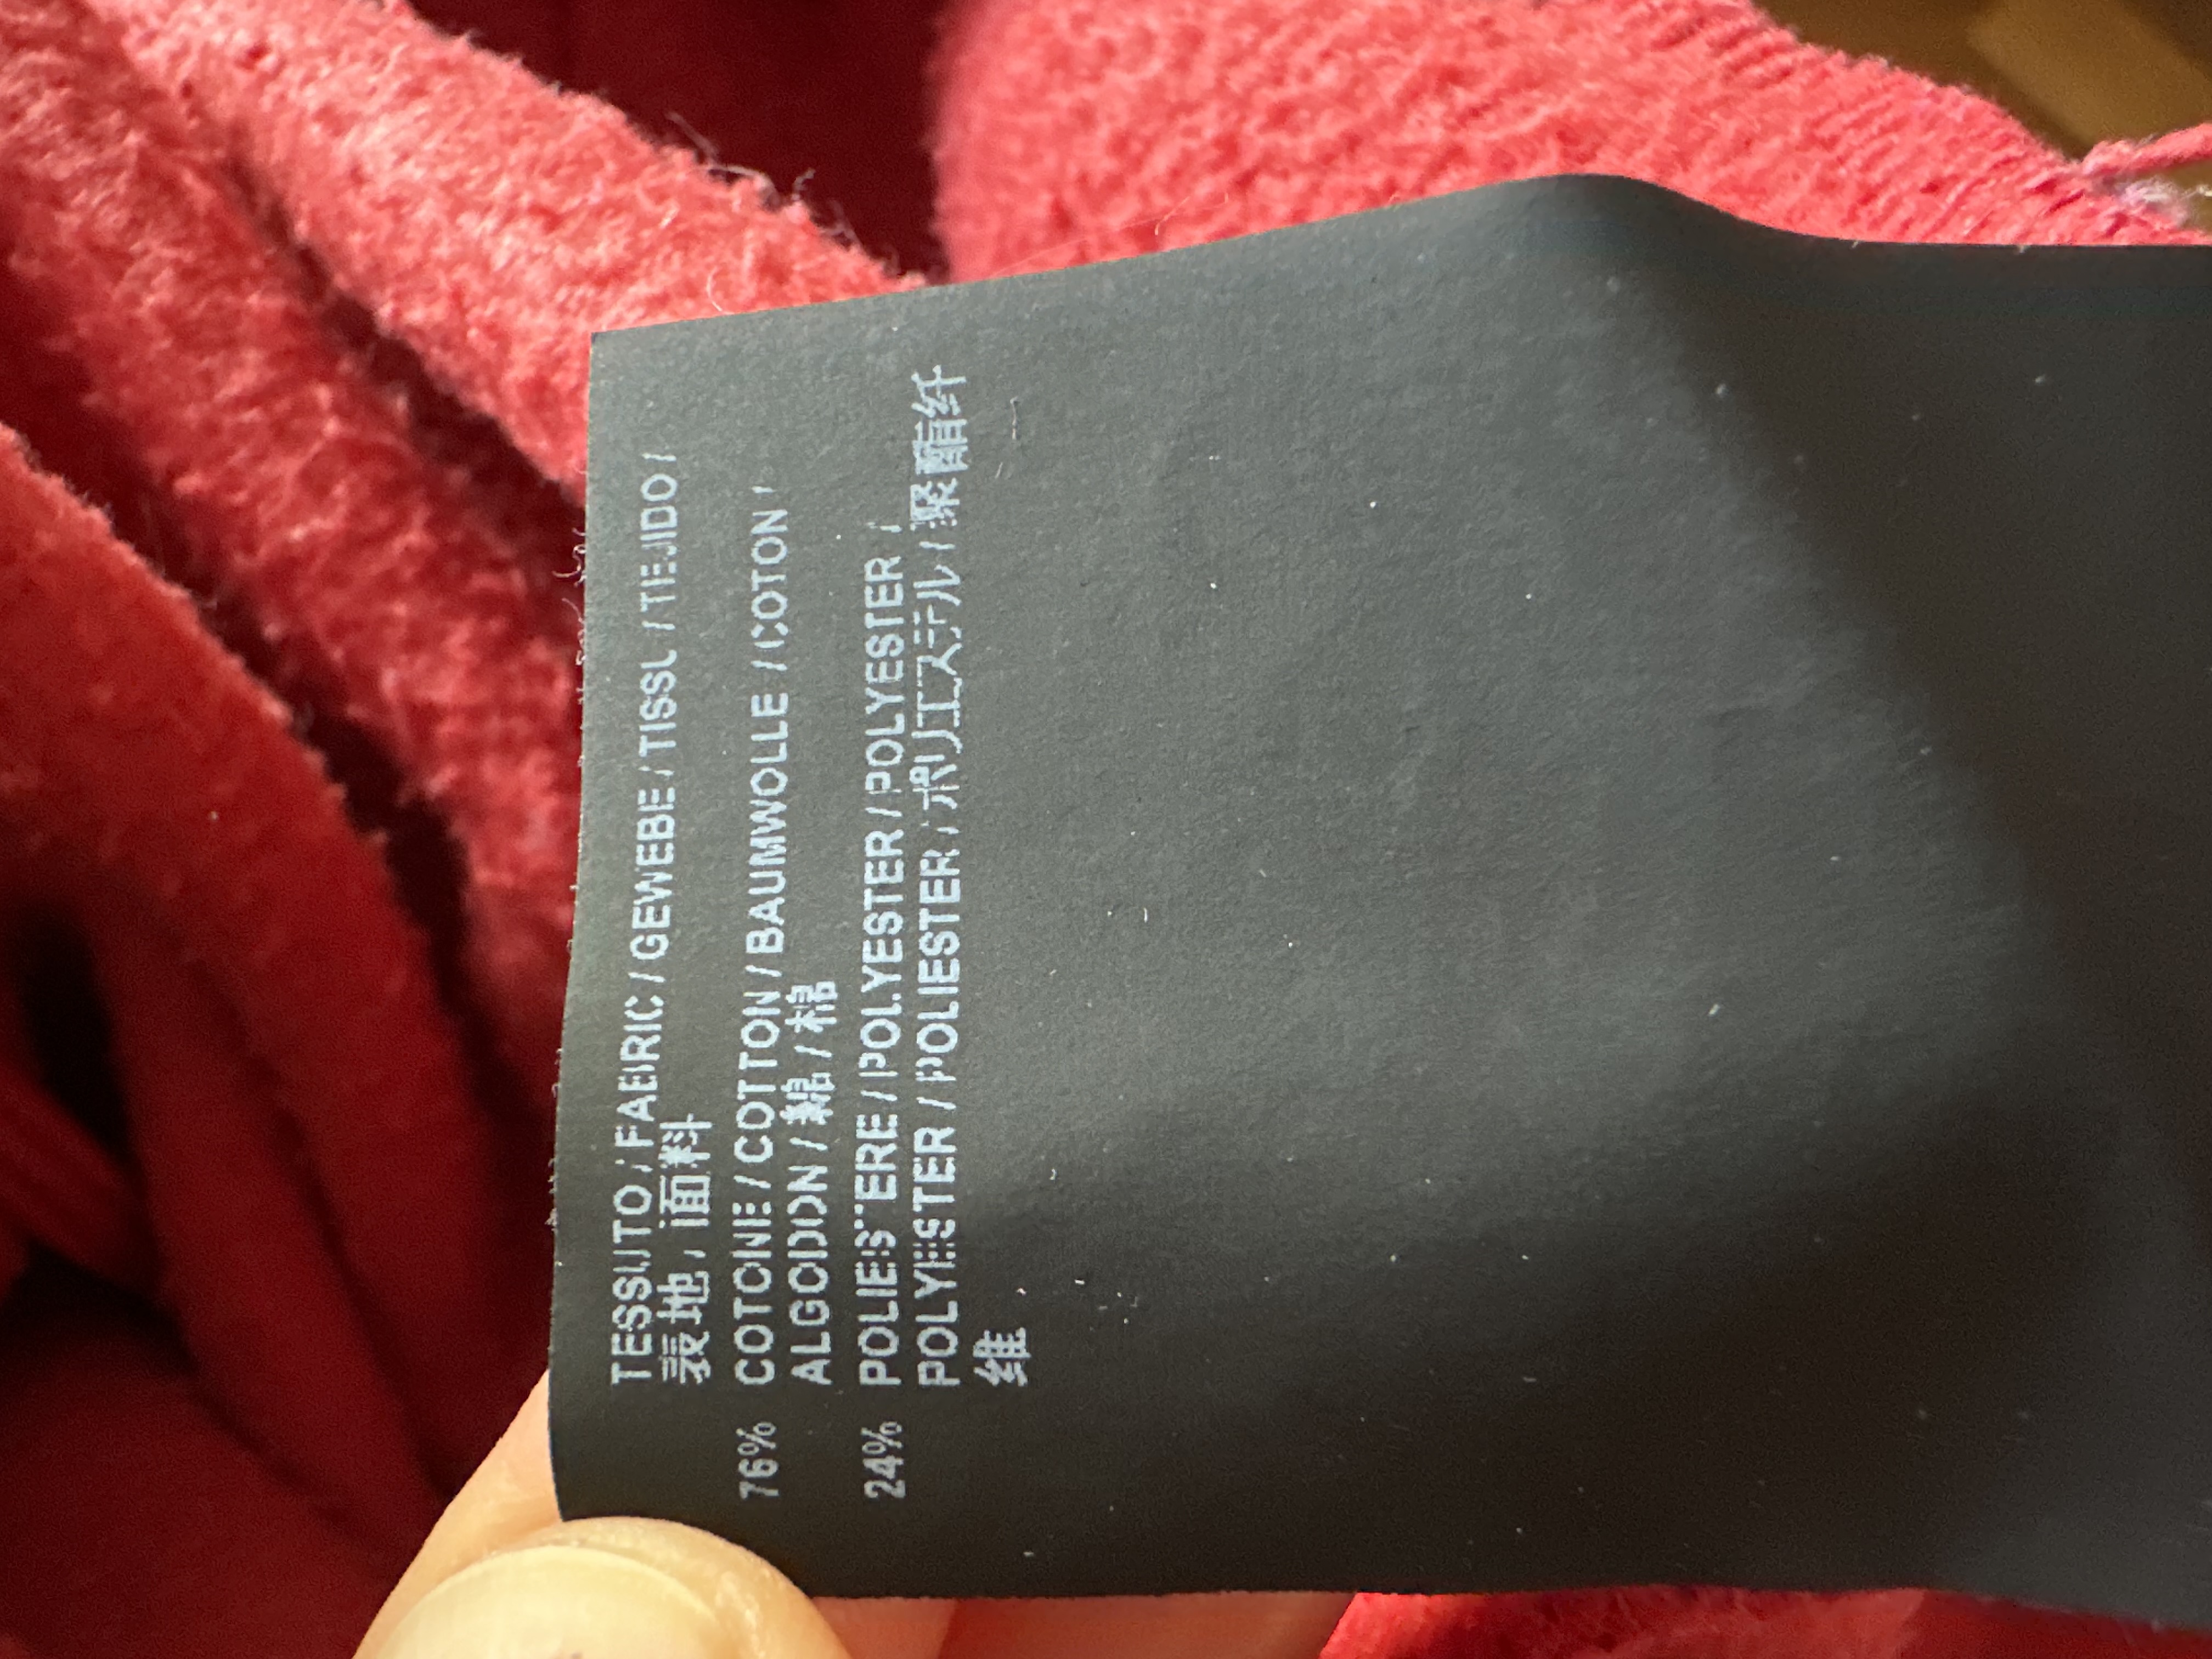 TESSUTO / FABRIC / GEWEBE / TISSU / TEJIDO /
表地 / 面料
76% COTONE / COTTON / BAUMWOLLE / COTON /
ALGODON / 綿 / 棉
24% POLIESTERE / POLYESTER / POLYESTER /
POLYESTER / POLIESTER / ポリエステル / 聚酯纤
维